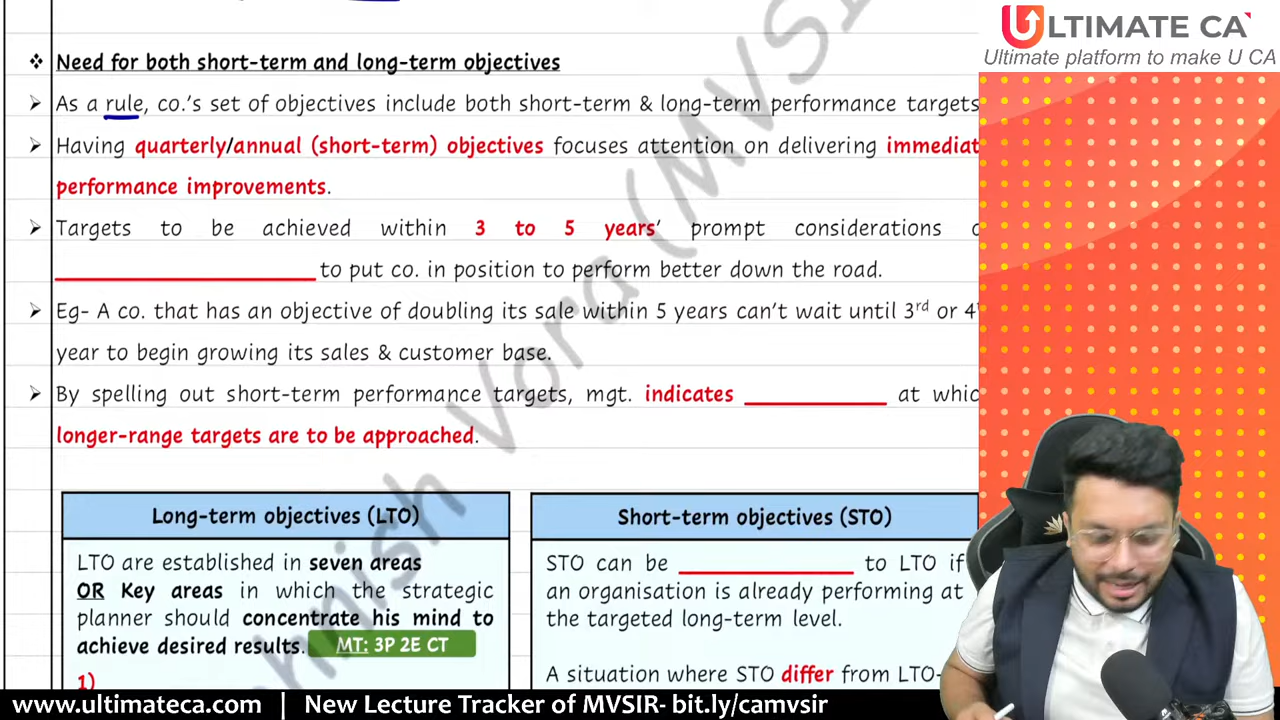 ULTIMATE CA
Ultimate platform to make U CA
❖ Need for both short-term and long-term objectives
➢ As a rule, co.'s set of objectives include both short-term & long-term performance targets
➢ Having quarterly/annual (short-term) objectives focuses attention on delivering immediat
performance improvements.
➢ Targets to be achieved within 3 to 5 years' prompt considerations
____________ to put co. in position to perform better down the road.
➢ Eg- A co. that has an objective of doubling its sale within 5 years can't wait until 3rd or 4
year to begin growing its sales & customer base.
➢ By spelling out short-term performance targets, mgt. indicates ____________ at whic
longer-range targets are to be approached.
Long-term objectives (LTO)
LTO are established in seven areas
OR Key areas in which the strategic
planner should concentrate his mind to
achieve desired results. MT: 3P 2E CT
1)
Short-term objectives (STO)
STO can be ____________ to LTO if
an organisation is already performing at
the targeted long-term level.
A situation where STO differ from LTO-
hnish Vora (MVSI
www.ultimateca.com | New Lecture Tracker of MVSIR- bit.ly/camvsir